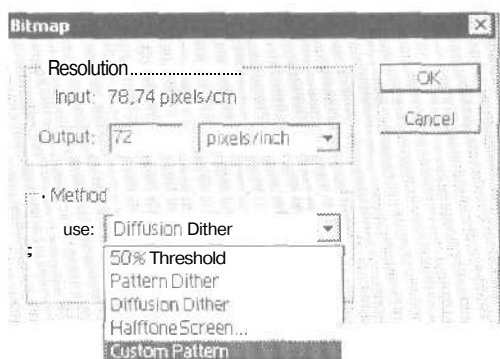 Bitmap
Resolution
OK
Input: 78,74 pixels/cm
Cancel
Output: 72 pixels/inch
Method
use: Diffusion Dither
50% Threshold
Pattern Dither
Diffusion Dither
Halftone Screen...
Custom Pattern